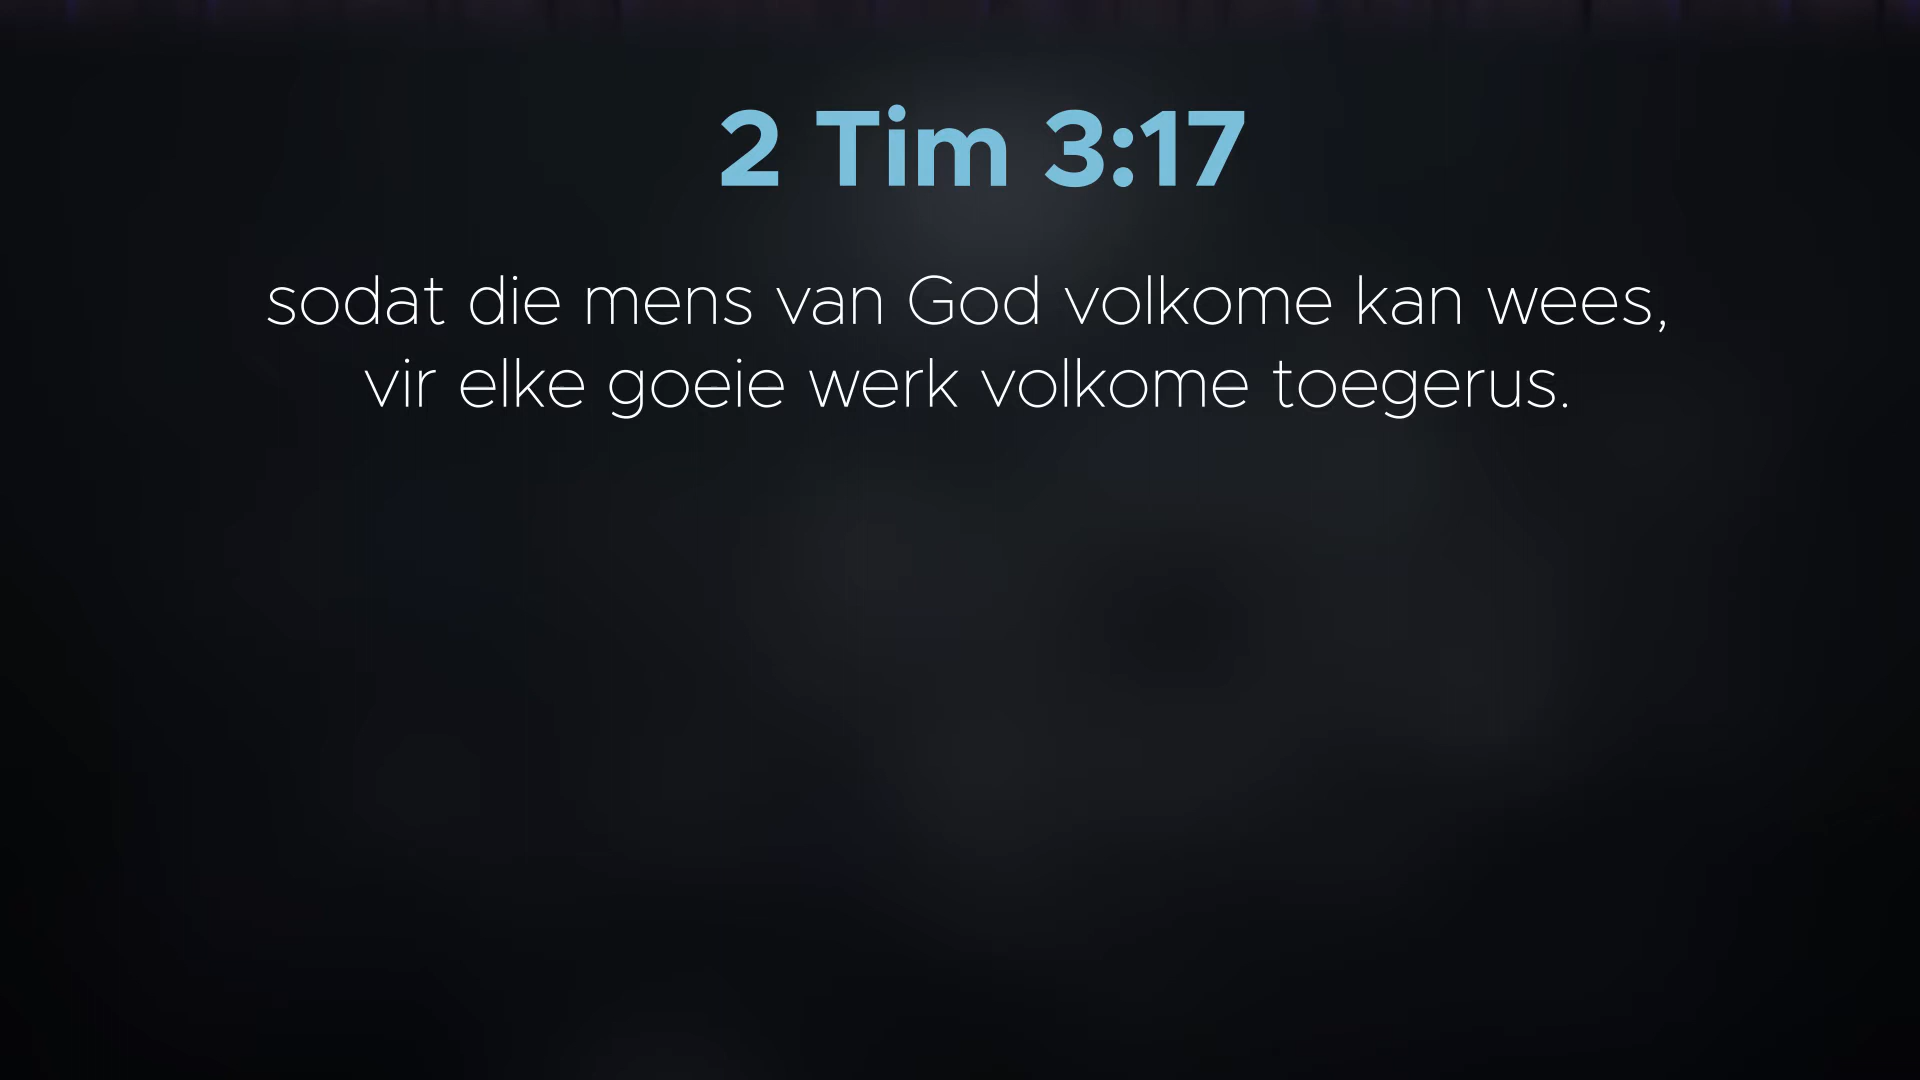 2 Tim 3:17
sodat die mens van God volkome kan wees,
vir elke goeie werk volkome toegerus.